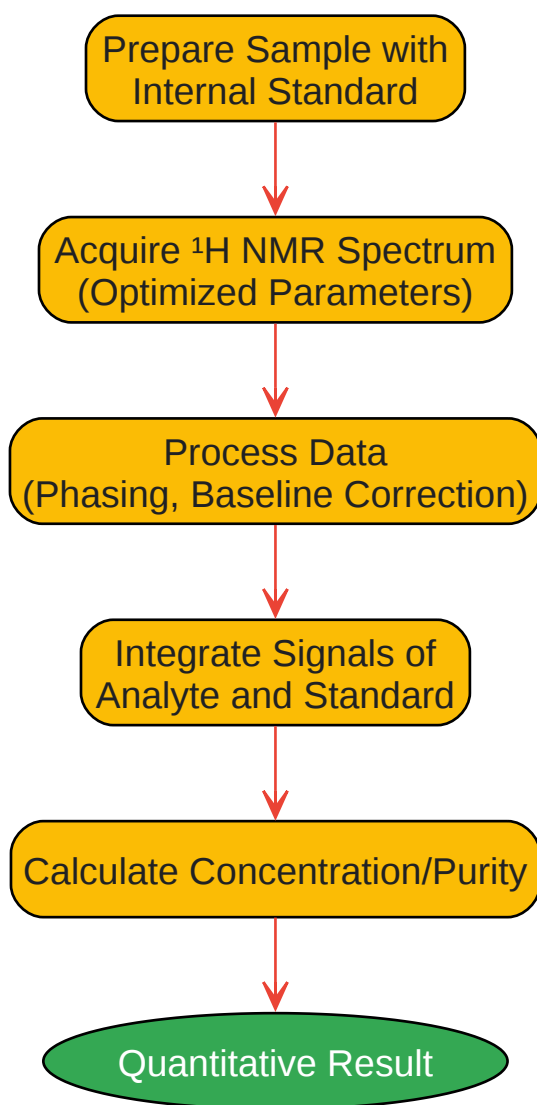 Prepare Sample with
Internal Standard
Acquire ¹H NMR Spectrum
(Optimized Parameters)
Process Data
(Phasing, Baseline Correction)
Integrate Signals of
Analyte and Standard
Calculate Concentration/Purity
Quantitative Result